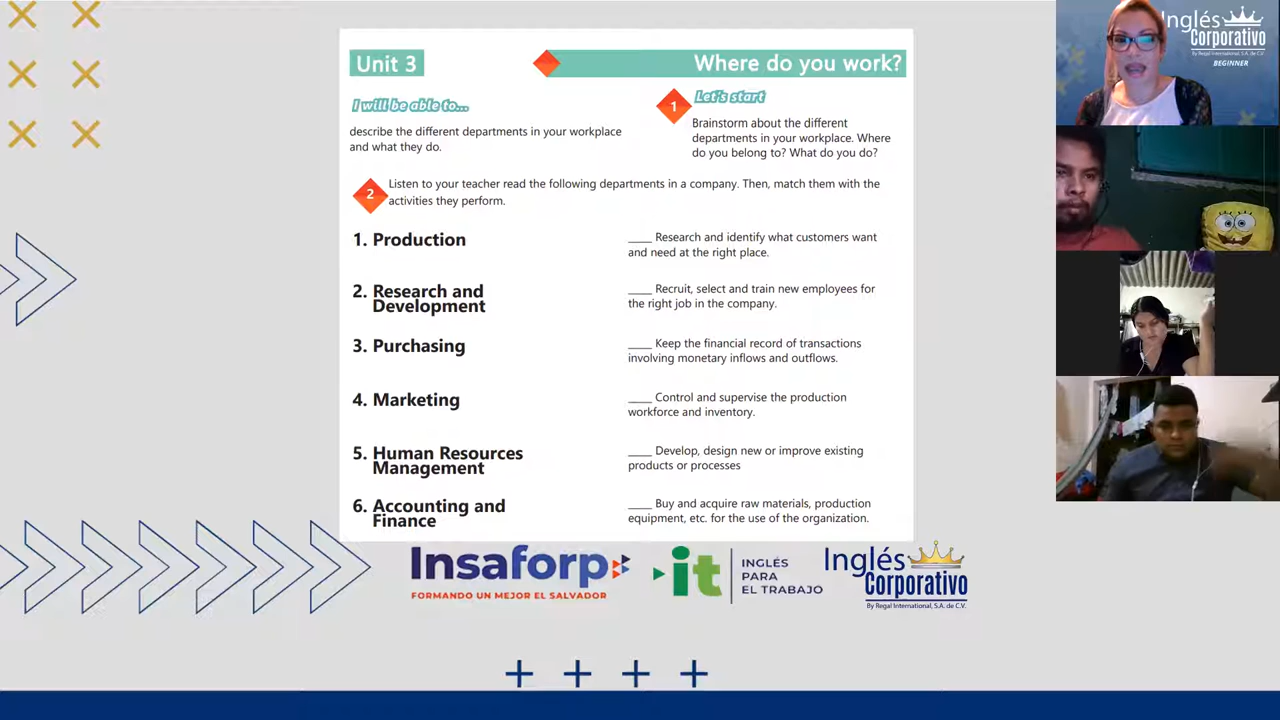 Unit 3
Where do you work?
I will be able to...
describe the different departments in your workplace
and what they do.
1
Let's start
Brainstorm about the different
departments in your workplace. Where
do you belong to? What do you do?
2
Listen to your teacher read the following departments in a company. Then, match them with the
activities they perform.
1. Production
____ Research and identify what customers want
and need at the right place.
2. Research and
Development
____ Recruit, select and train new employees for
the right job in the company.
3. Purchasing
____ Keep the financial record of transactions
involving monetary inflows and outflows.
4. Marketing
____ Control and supervise the production
workforce and inventory.
5. Human Resources
Management
____ Develop, design new or improve existing
products or processes
6. Accounting and
Finance
____ Buy and acquire raw materials, production
equipment, etc. for the use of the organization.
Insaforp
FORMANDO UN MEJOR EL SALVADOR
it
INGLÉS
PARA
EL TRABAJO
Inglés
Corporativo
By Regal International, S.A. de C.V.
Inglés
Corporativo
By Regal International, S.A. de C.V.
BEGINNER